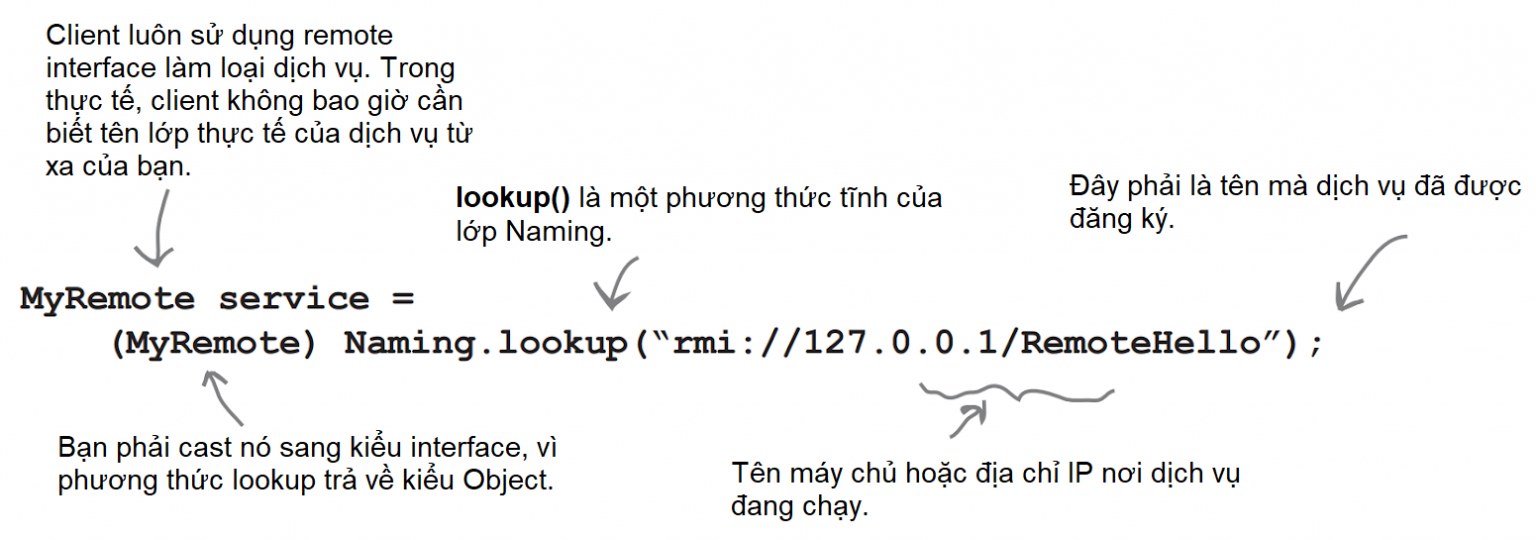 Client luôn sử dụng remote
interface làm loại dịch vụ. Trong
thực tế, client không bao giờ cần
biết tên lớp thực tế của dịch vụ từ
xa của bạn.
lookup() là một phương thức tĩnh của
lớp Naming.
Đây phải là tên mà dịch vụ đã được
đăng ký.
MyRemote service =
(MyRemote) Naming.lookup(“rmi://127.0.0.1/RemoteHello”);
Bạn phải cast nó sang kiểu interface, vì
phương thức lookup trả về kiểu Object.
Tên máy chủ hoặc địa chỉ IP nơi dịch vụ
đang chạy.